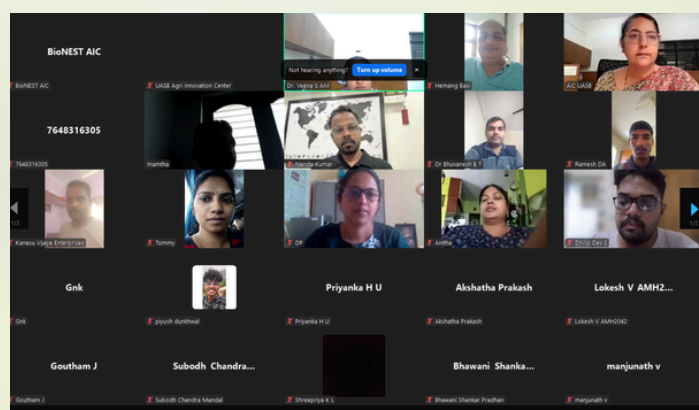 BioNEST AIC
BioNEST AIC
UASB Agri Innovation Center
Not hearing anything? Turn up volume ×
Dr. Veena S Anil
Hemang Baxi
AIC UASB
7648316305
7648316305
mamtha
Nanda Kumar
Dr Bhuvanesh B T
Ramesh DA
1/2
Kanasu Vijaya Enterprises
Tommy
DP
Anitha
Dhilip Dev S
1/2
Gnk
Priyanka H U
Akshatha Prakash
Lokesh V AMH2...
Gnk
piyush dunkhwal
Priyanka H U
Akshatha Prakash
Lokesh V AMH2042
Goutham J
Subodh Chandra...
Bhawani Shanka...
manjunath v
Goutham J
Subodh Chandra Mandal
Shreepriya K L
Bhawani Shankar Pradhan
manjunath v